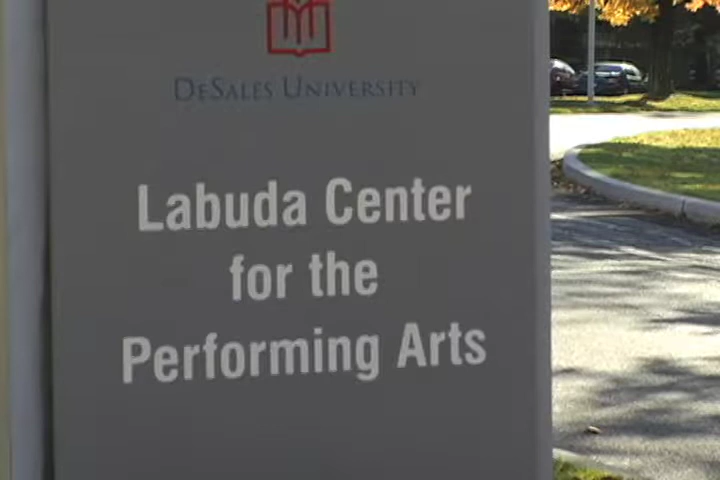 DeSales University
Labuda Center
for the
Performing Arts